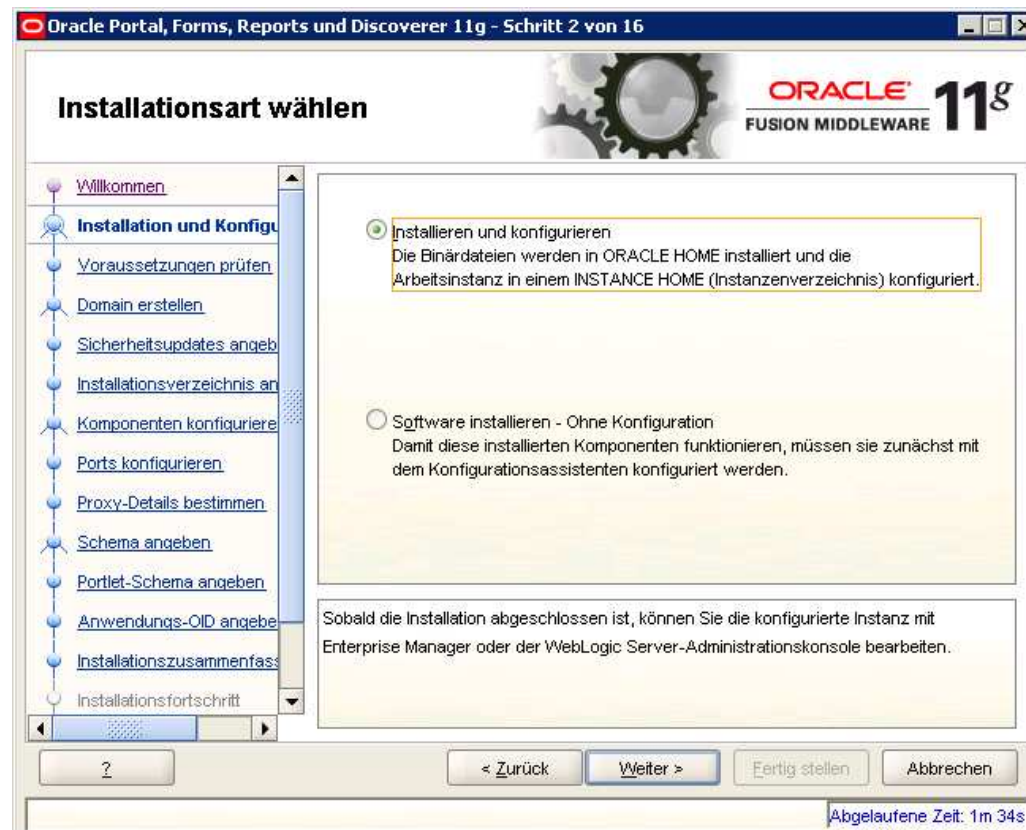 Oracle Portal, Forms, Reports und Discoverer 11g - Schritt 2 von 16
Installationsart wählen
ORACLE
FUSION MIDDLEWARE
11g
Willkommen
Installation und Konfigu
Voraussetzungen prüfen
Domain erstellen
Sicherheitsupdates angeb
Installationsverzeichnis an
Komponenten konfiguriere
Ports konfigurieren
Proxy-Details bestimmen
Schema angeben
Portlet-Schema angeben
Anwendungs-OID angebe
Installationszusammenfass
Installationsfortschritt
Installieren und konfigurieren
Die Binärdateien werden in ORACLE HOME installiert und die
Arbeitsinstanz in einem INSTANCE HOME (Instanzenverzeichnis) konfiguriert.
Software installieren - Ohne Konfiguration
Damit diese installierten Komponenten funktionieren, müssen sie zunächst mit
dem Konfigurationsassistenten konfiguriert werden.
Sobald die Installation abgeschlossen ist, können Sie die konfigurierte Instanz mit
Enterprise Manager oder der WebLogic Server-Administrationskonsole bearbeiten.
?
< Zurück
Weiter >
Fertig stellen
Abbrechen
Abgelaufene Zeit: 1m 34s